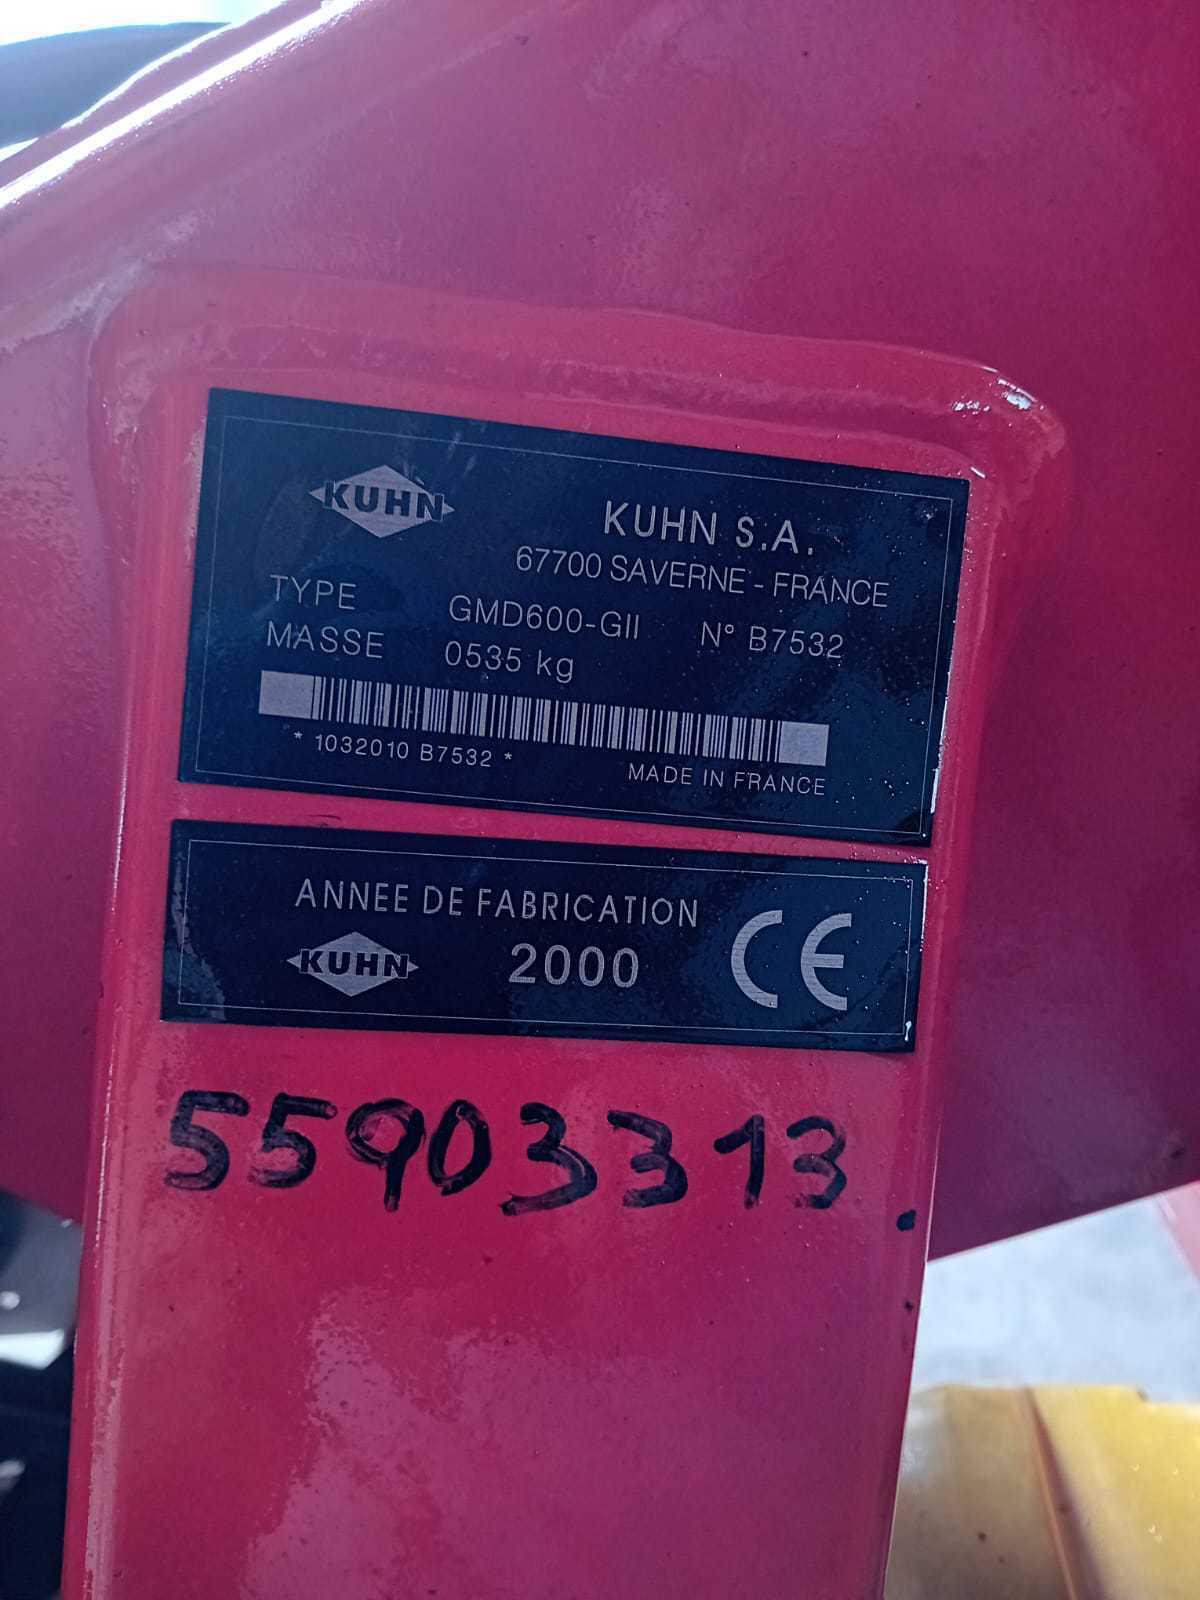 KUHN
KUHN S.A.
67700 SAVERNE - FRANCE
TYPE GMD600-GII N° B7532
MASSE 0535 kg
* 1032010 B7532 *
MADE IN FRANCE
ANNEE DE FABRICATION
KUHN 2000 CE
55903313.